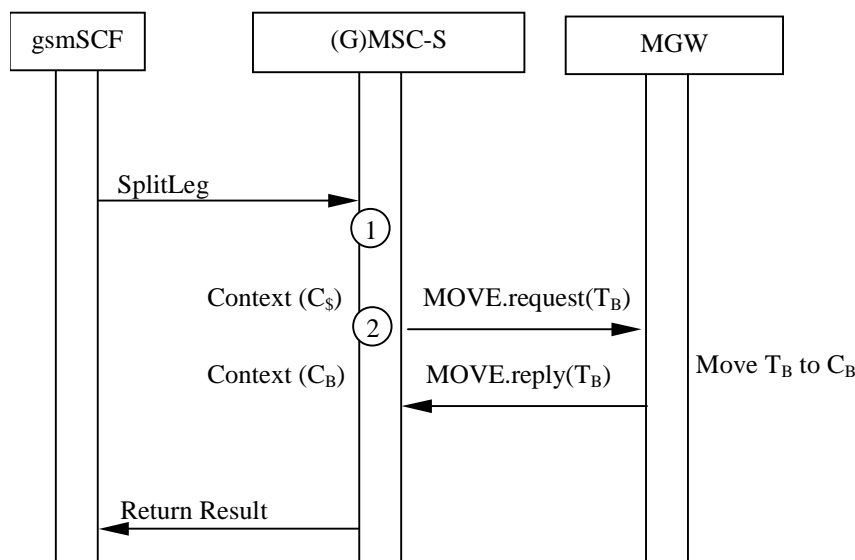 gsmSCF
(G)MSC-S
MGW
SplitLeg
1
Context (C$)
2
MOVE.request(TB)
Context (CB)
MOVE.reply(TB)
Move TB to CB
Return Result